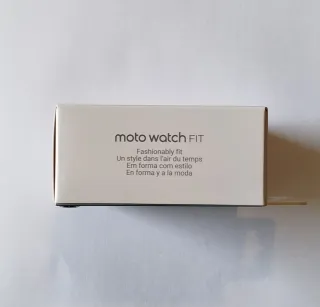 moto watch FIT
Fashionably fit
Un style dans l'air du temps
Em forma com estilo
En forma y a la moda